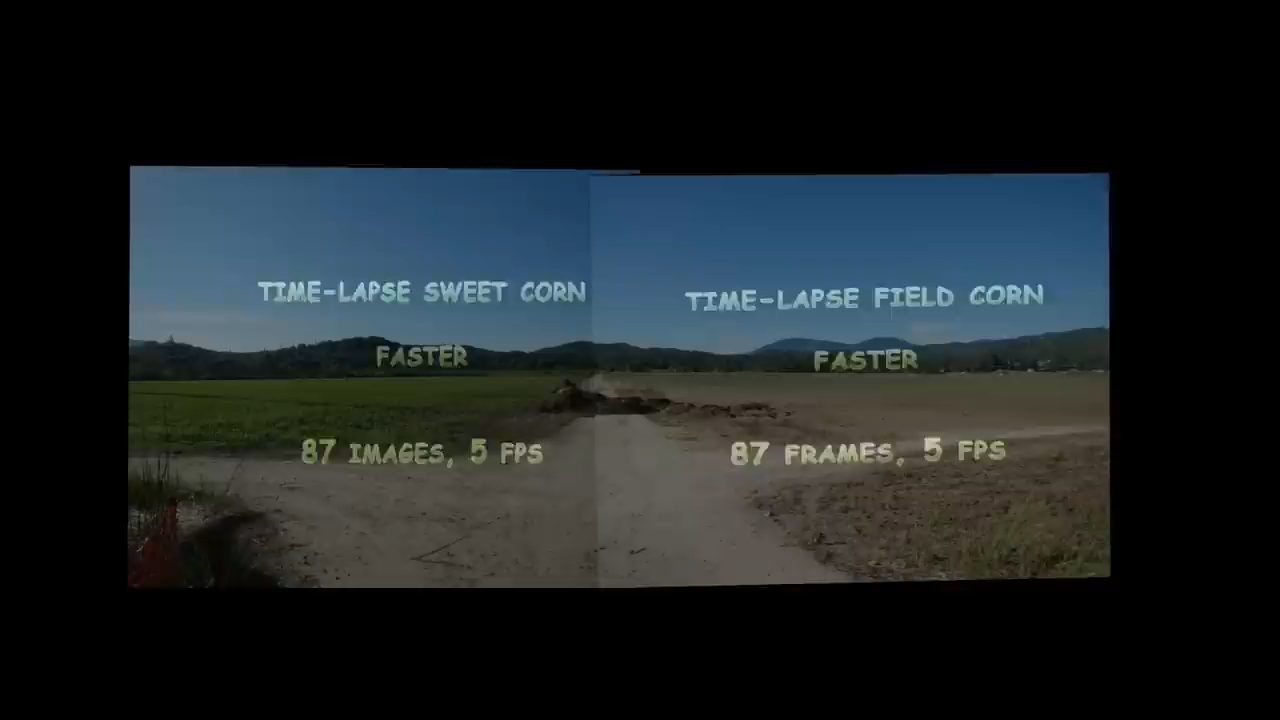 TIME-LAPSE SWEET CORN
FASTER
87 IMAGES, 5 FPS
TIME-LAPSE FIELD CORN
FASTER
87 FRAMES, 5 FPS